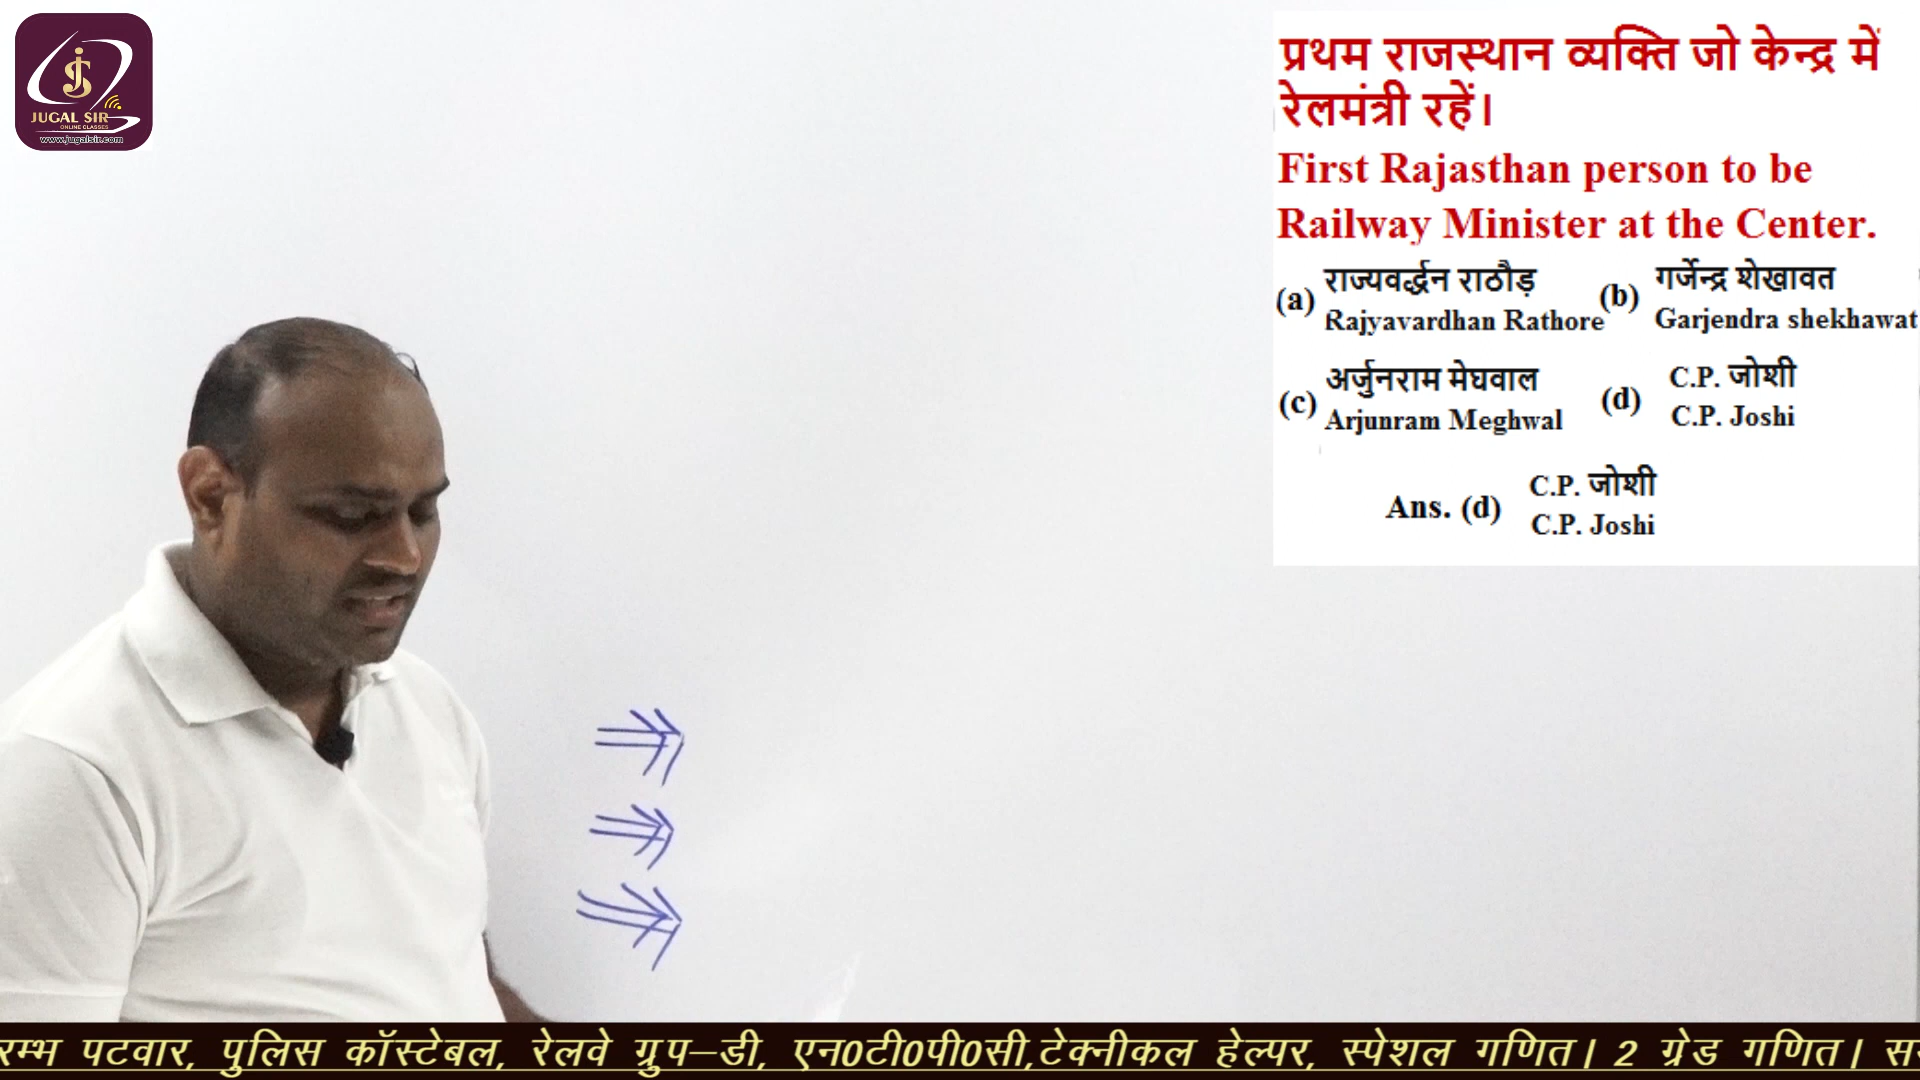 JS
JUGAL SIR
ONLINE CLASSES
www.jugalsir.com
प्रथम राजस्थान व्यक्ति जो केन्द्र में
रेलमंत्री रहें।
First Rajasthan person to be
Railway Minister at the Center.
(a) राज्यवर्द्धन राठौड़ (b) गर्जेन्द्र शेखावत
Rajyavardhan Rathore Garjendra shekhawat
(c) अर्जुनराम मेघवाल (d) C.P. जोशी
Arjunram Meghwal C.P. Joshi
Ans. (d) C.P. जोशी
C.P. Joshi
रम्भ पटवार, पुलिस कॉस्टेबल, रेलवे ग्रुप–डी, एन0टी0पी0सी,टेक्नीकल हेल्पर, स्पेशल गणित। 2 ग्रेड गणित।